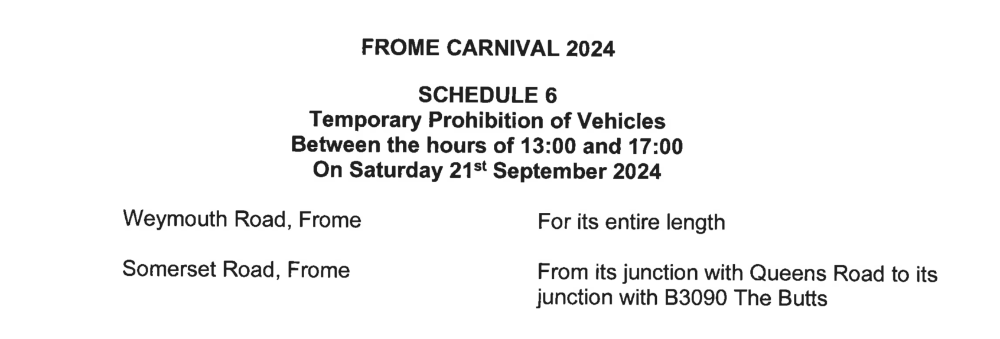 FROME CARNIVAL 2024
SCHEDULE 6
Temporary Prohibition of Vehicles
Between the hours of 13:00 and 17:00
On Saturday 21st September 2024
Weymouth Road, Frome
For its entire length
Somerset Road, Frome
From its junction with Queens Road to its
junction with B3090 The Butts